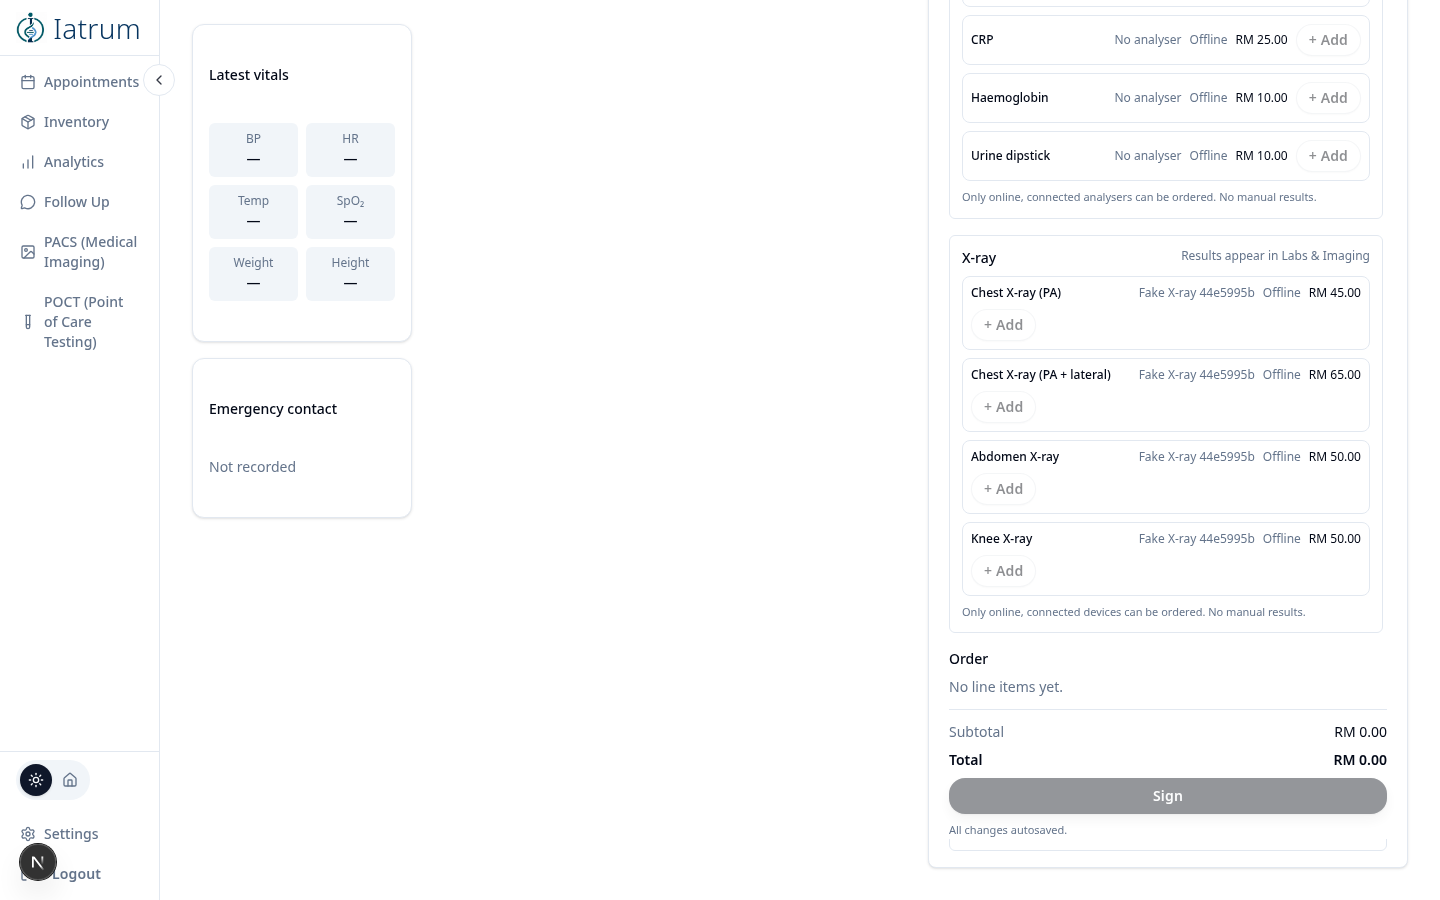 Iatrum
Appointments
Inventory
Analytics
Follow Up
PACS (Medical
Imaging)
POCT (Point
of Care
Testing)
Settings
N
Logout
Latest vitals
BP
—
HR
—
Temp
—
SpO₂
—
Weight
—
Height
—
Emergency contact
Not recorded
CRP No analyser Offline RM 25.00 + Add
Haemoglobin No analyser Offline RM 10.00 + Add
Urine dipstick No analyser Offline RM 10.00 + Add
Only online, connected analysers can be ordered. No manual results.
X-ray Results appear in Labs & Imaging
Chest X-ray (PA) Fake X-ray 44e5995b Offline RM 45.00
+ Add
Chest X-ray (PA + lateral) Fake X-ray 44e5995b Offline RM 65.00
+ Add
Abdomen X-ray Fake X-ray 44e5995b Offline RM 50.00
+ Add
Knee X-ray Fake X-ray 44e5995b Offline RM 50.00
+ Add
Only online, connected devices can be ordered. No manual results.
Order
No line items yet.
Subtotal RM 0.00
Total RM 0.00
Sign
All changes autosaved.